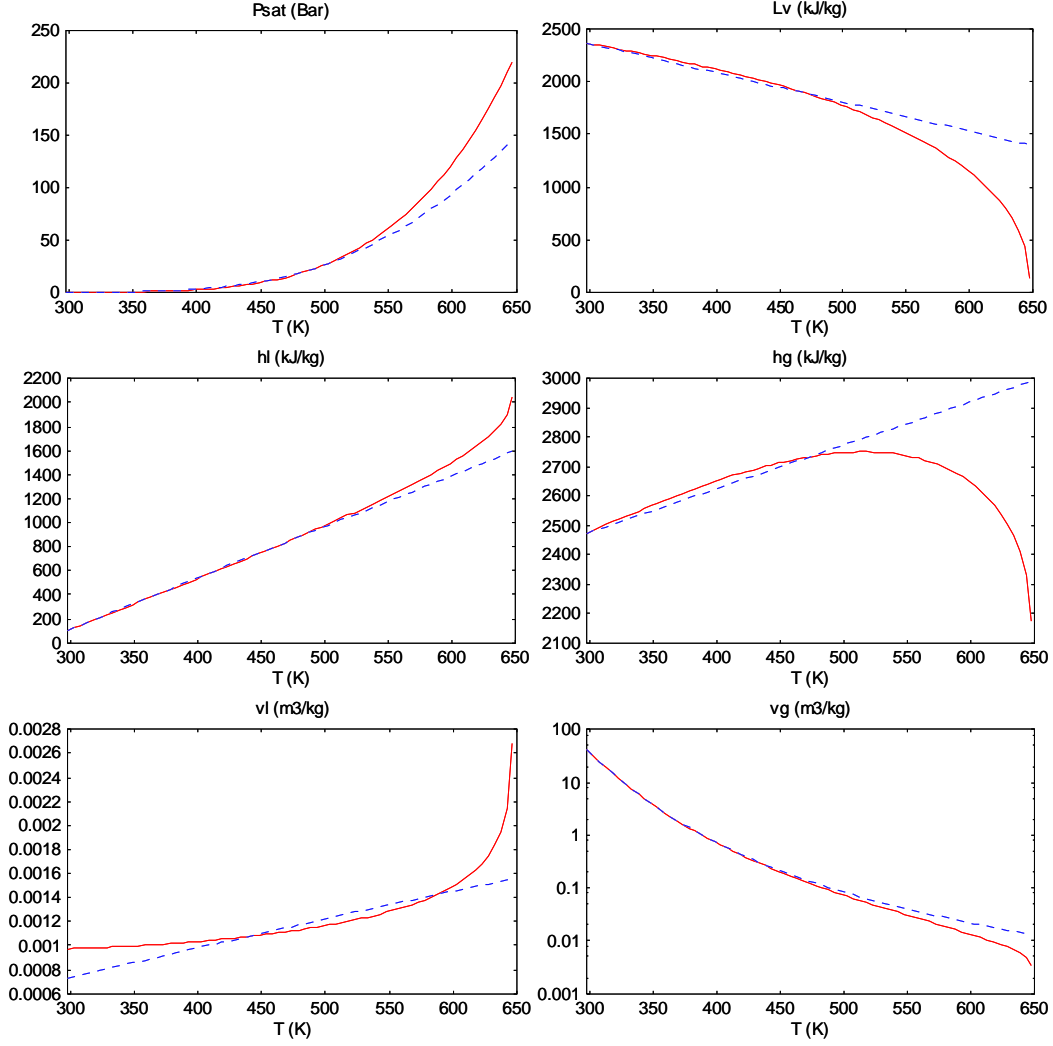 Psat (Bar)
250
200
150
100
50
0
300 350 400 450 500 550 600 650
T (K)
Lv (kJ/kg)
2500
2000
1500
1000
500
0
300 350 400 450 500 550 600 650
T (K)
hl (kJ/kg)
2200
2000
1800
1600
1400
1200
1000
800
600
400
200
0
300 350 400 450 500 550 600 650
T (K)
hg (kJ/kg)
3000
2900
2800
2700
2600
2500
2400
2300
2200
2100
300 350 400 450 500 550 600 650
T (K)
vl (m3/kg)
0.0028
0.0026
0.0024
0.0022
0.002
0.0018
0.0016
0.0014
0.0012
0.001
0.0008
0.0006
300 350 400 450 500 550 600 650
T (K)
vg (m3/kg)
100
10
1
0.1
0.01
0.001
300 350 400 450 500 550 600 650
T (K)